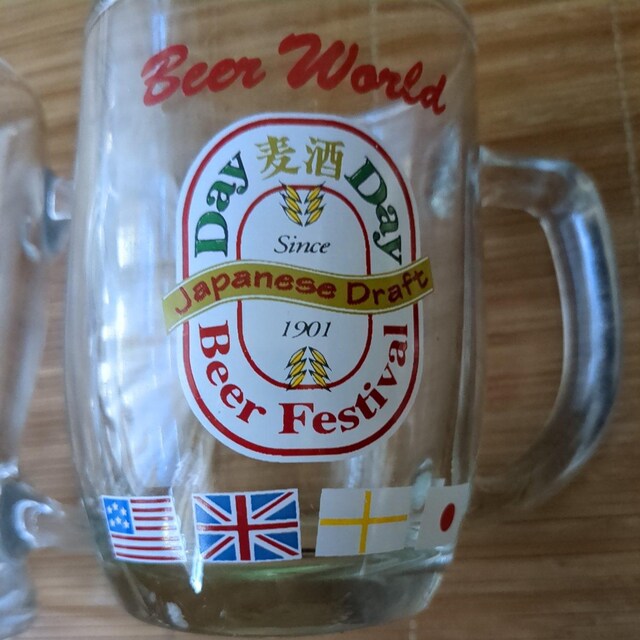 Beer World
Day 麦酒 Day
Since
Japanese Draft
1901
Beer Festival